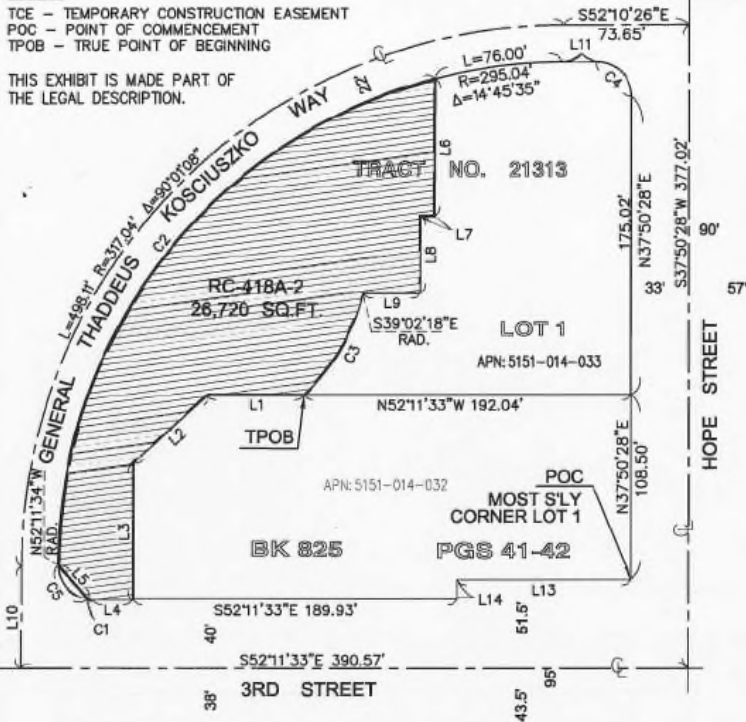 TCE – TEMPORARY CONSTRUCTION EASEMENT
POC – POINT OF COMMENCEMENT
TPOB – TRUE POINT OF BEGINNING
THIS EXHIBIT IS MADE PART OF
THE LEGAL DESCRIPTION.
S52°10'26"E
73.65'
L=76.00'
R=295.04'
Δ=14°45'35"
L11
C4
22'
GENERAL THADDEUS KOSCIUSZKO WAY
L=498.11' R=317.04' Δ=90°01'08"
C2
L6
TRACT NO. 21313
L7
L8
L9
RC-418A-2
26,720 SQ.FT.
S39°02'18"E
RAD.
C3
LOT 1
APN: 5151-014-033
175.02'
N37°50'28"E
S37°50'28"W 377.02'
90'
33'
57'
HOPE STREET
L1
L2
TPOB
N52°11'33"W 192.04'
N37°50'28"E
108.50'
APN: 5151-014-032
POC
MOST S'LY
CORNER LOT 1
BK 825 PGS 41-42
N52°11'34"W
RAD.
L3
L5
C5
L4
C1
L10
S52°11'33"E 189.93'
L13
L14
40'
51.5'
S52°11'33"E 390.57'
3RD STREET
38'
95'
43.5'